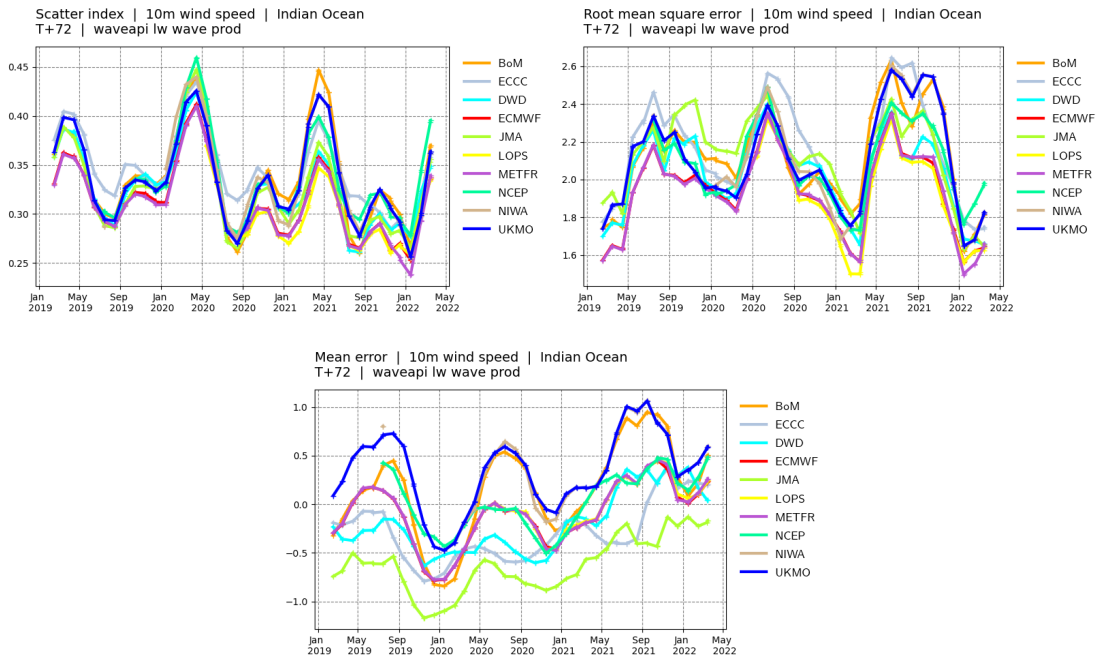 Scatter index | 10m wind speed | Indian Ocean
T+72 | waveapi lw wave prod
0.45
0.40
0.35
0.30
0.25
Jan
2019
May
2019
Sep
2019
Jan
2020
May
2020
Sep
2020
Jan
2021
May
2021
Sep
2021
Jan
2022
May
2022
BoM
ECCC
DWD
ECMWF
JMA
LOPS
METFR
NCEP
NIWA
UKMO
Root mean square error | 10m wind speed | Indian Ocean
T+72 | waveapi lw wave prod
2.6
2.4
2.2
2.0
1.8
1.6
Jan
2019
May
2019
Sep
2019
Jan
2020
May
2020
Sep
2020
Jan
2021
May
2021
Sep
2021
Jan
2022
May
2022
BoM
ECCC
DWD
ECMWF
JMA
LOPS
METFR
NCEP
NIWA
UKMO
Mean error | 10m wind speed | Indian Ocean
T+72 | waveapi lw wave prod
1.0
0.5
0.0
−0.5
−1.0
Jan
2019
May
2019
Sep
2019
Jan
2020
May
2020
Sep
2020
Jan
2021
May
2021
Sep
2021
Jan
2022
May
2022
BoM
ECCC
DWD
ECMWF
JMA
LOPS
METFR
NCEP
NIWA
UKMO